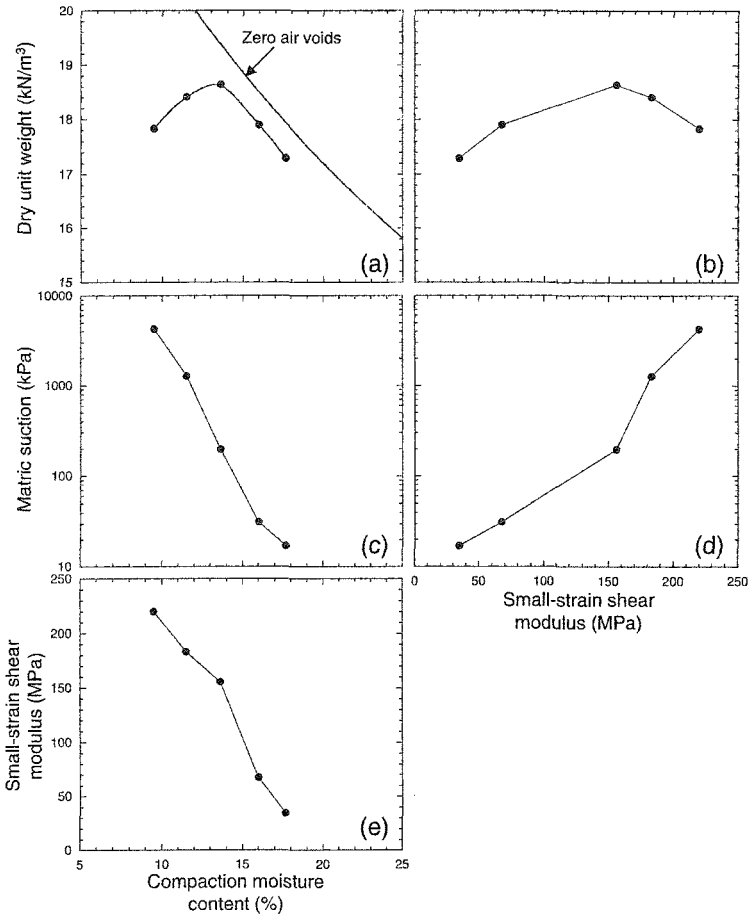 Dry unit weight (kN/m³)
20
19
18
17
16
15
Zero air voids
(a)
(b)
Matric suction (kPa)
10000
1000
100
10
(c)
(d)
0
50
100
150
200
250
Small-strain shear
modulus (MPa)
Small-strain shear
modulus (MPa)
250
200
150
100
50
0
(e)
5
10
15
20
25
Compaction moisture
content (%)